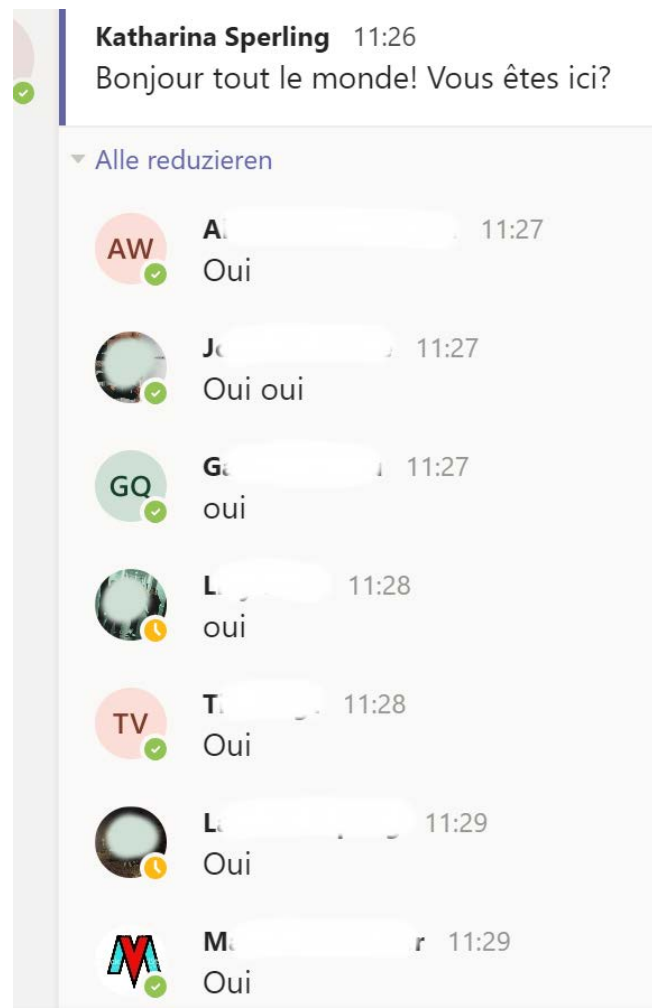 Katharina Sperling 11:26
Bonjour tout le monde! Vous êtes ici?
Alle reduzieren
AW 11:27
Oui
11:27
Oui oui
GQ 11:27
oui
11:28
oui
TV 11:28
Oui
11:29
Oui
11:29
Oui